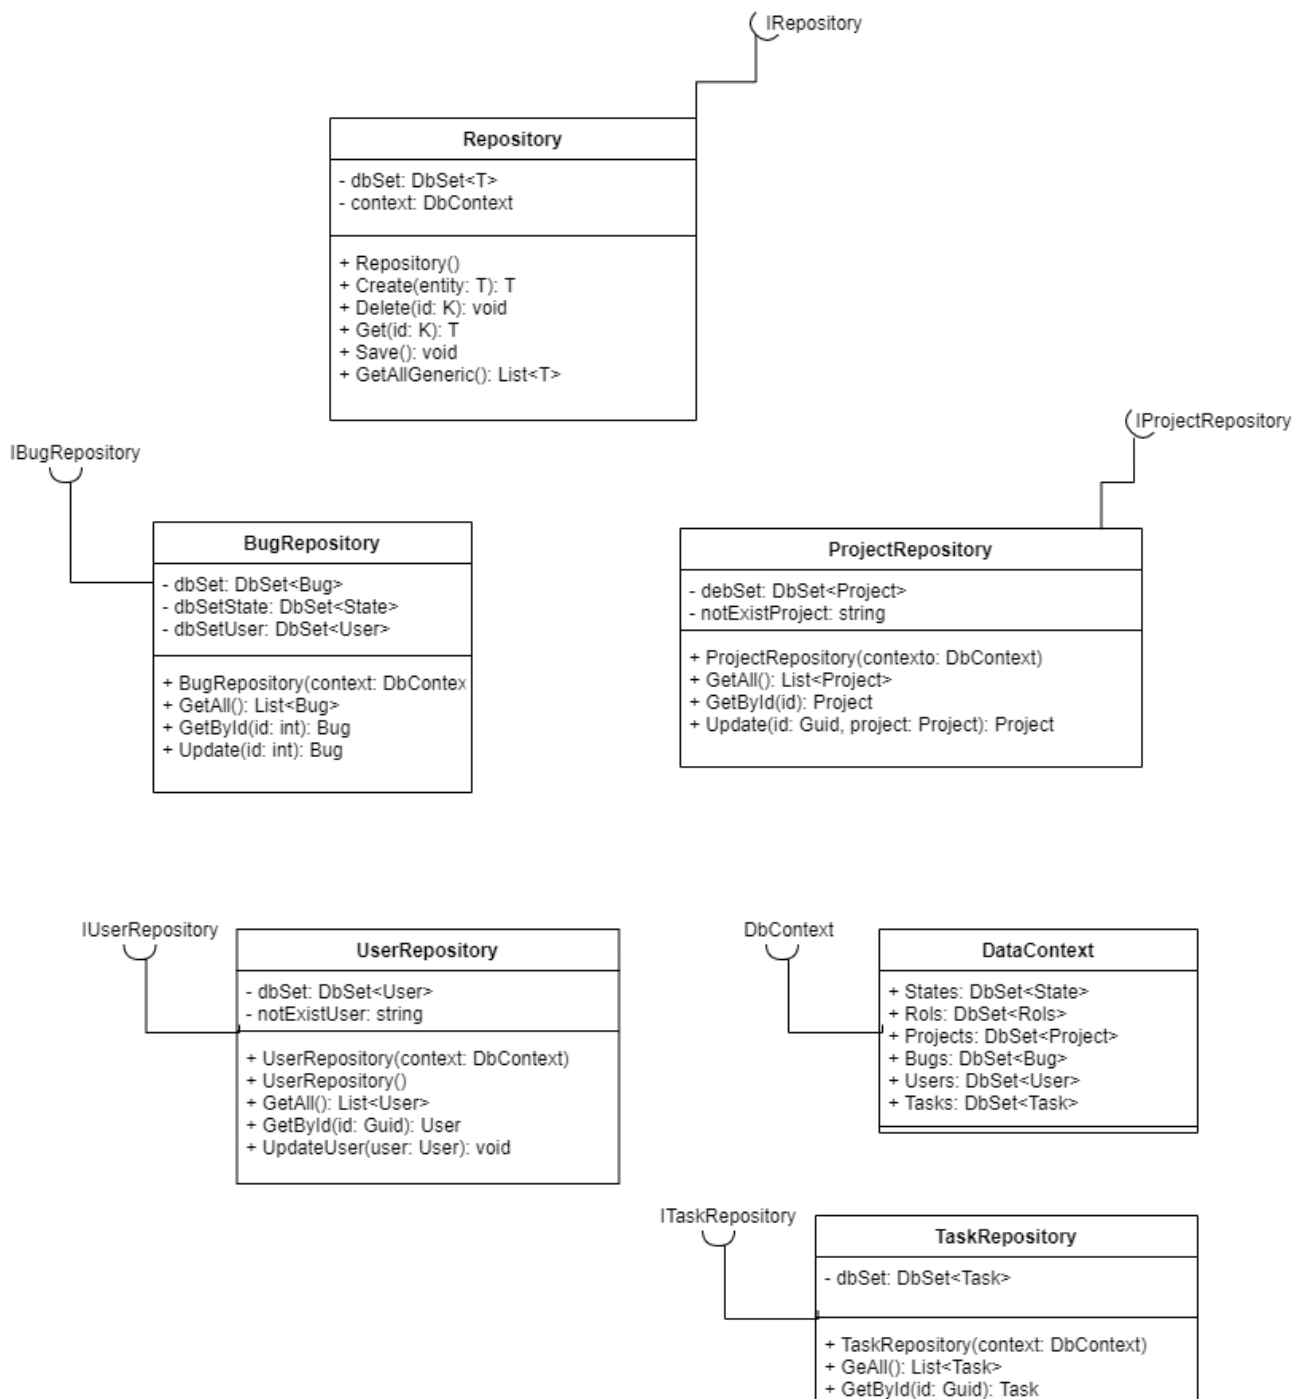 IRepository
Repository
- dbSet: DbSet<T>
- context: DbContext
+ Repository()
+ Create(entity: T): T
+ Delete(id: K): void
+ Get(id: K): T
+ Save(): void
+ GetAllGeneric(): List<T>
IProjectRepository
IBugRepository
BugRepository
- dbSet: DbSet<Bug>
- dbSetState: DbSet<State>
- dbSetUser: DbSet<User>
+ BugRepository(context: DbContex
+ GetAll(): List<Bug>
+ GetById(id: int): Bug
+ Update(id: int): Bug
ProjectRepository
- debSet: DbSet<Project>
- notExistProject: string
+ ProjectRepository(contexto: DbContext)
+ GetAll(): List<Project>
+ GetById(id): Project
+ Update(id: Guid, project: Project): Project
IUserRepository
UserRepository
- dbSet: DbSet<User>
- notExistUser: string
+ UserRepository(context: DbContext)
+ UserRepository()
+ GetAll(): List<User>
+ GetById(id: Guid): User
+ UpdateUser(user: User): void
DbContext
DataContext
+ States: DbSet<State>
+ Rols: DbSet<Rols>
+ Projects: DbSet<Project>
+ Bugs: DbSet<Bug>
+ Users: DbSet<User>
+ Tasks: DbSet<Task>
ITaskRepository
TaskRepository
- dbSet: DbSet<Task>
+ TaskRepository(context: DbContext)
+ GeAll(): List<Task>
+ GetById(id: Guid): Task